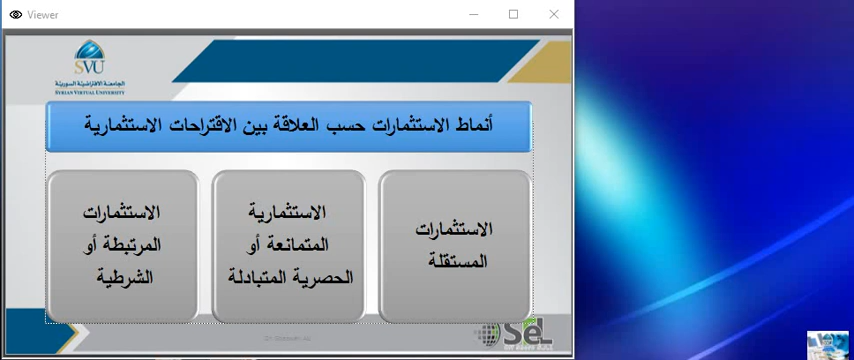 Viewer
SVU
الجامعة الافتراضية السورية
SYRIAN VIRTUAL UNIVERSITY
أنماط الاستثمارات حسب العلاقة بين الاقتراحات الاستثمارية
الاستثمارات
المستقلة
الاستثمارية
المتمانعة أو
الحصرية المتبادلة
الاستثمارات
المرتبطة أو
الشرطية
SeL